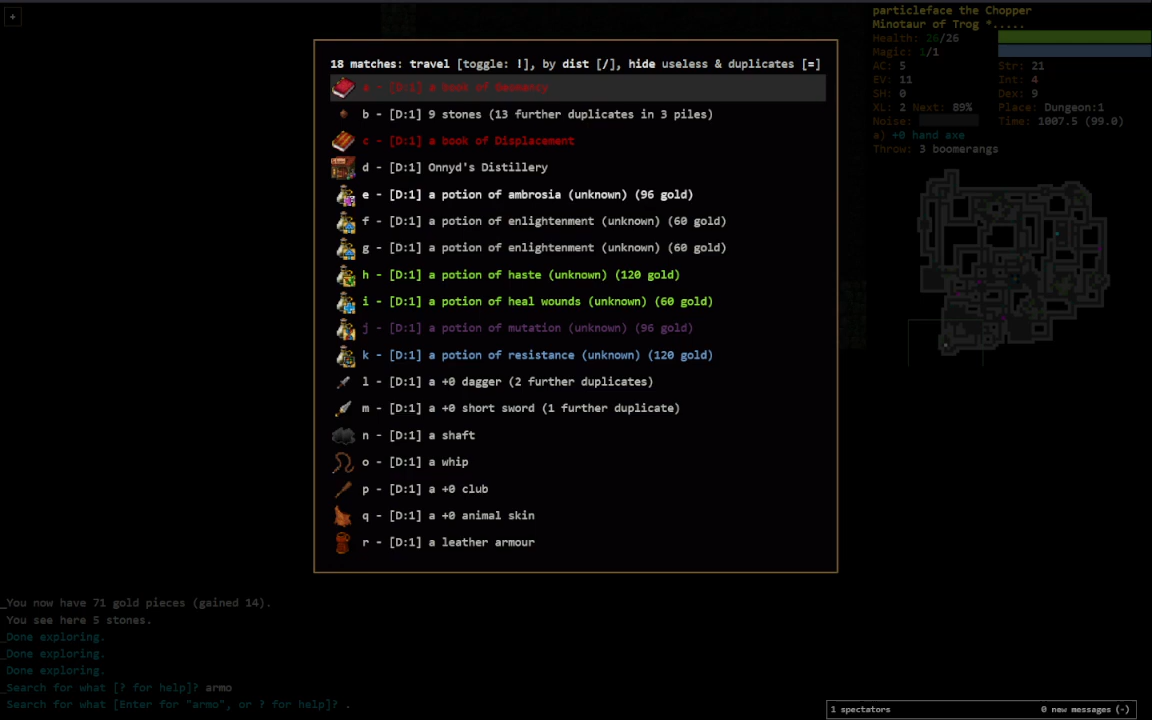 +
particleface the Chopper
Minotaur of Trog *.....
Health: 26/26
Magic: 1/1
AC: 5
Str: 21
EV: 11
Int: 4
SH: 0
Dex: 9
XL: 2 Next: 89%
Place: Dungeon:1
Noise:
Time: 1007.5 (99.0)
a) +0 hand axe
Throw: 3 boomerangs
18 matches: travel [toggle: !], by dist [/], hide useless & duplicates [=]
a - [D:1] a book of Geomancy
b - [D:1] 9 stones (13 further duplicates in 3 piles)
c - [D:1] a book of Displacement
d - [D:1] Onnyd's Distillery
e - [D:1] a potion of ambrosia (unknown) (96 gold)
f - [D:1] a potion of enlightenment (unknown) (60 gold)
g - [D:1] a potion of enlightenment (unknown) (60 gold)
h - [D:1] a potion of haste (unknown) (120 gold)
i - [D:1] a potion of heal wounds (unknown) (60 gold)
j - [D:1] a potion of mutation (unknown) (96 gold)
k - [D:1] a potion of resistance (unknown) (120 gold)
l - [D:1] a +0 dagger (2 further duplicates)
m - [D:1] a +0 short sword (1 further duplicate)
n - [D:1] a shaft
o - [D:1] a whip
p - [D:1] a +0 club
q - [D:1] a +0 animal skin
r - [D:1] a leather armour
_You now have 71 gold pieces (gained 14).
You see here 5 stones.
_Done exploring.
_Done exploring.
Done exploring.
_Search for what [? for help]? armo
Search for what [Enter for "armo", or ? for help]? .
1 spectators
0 new messages (-)